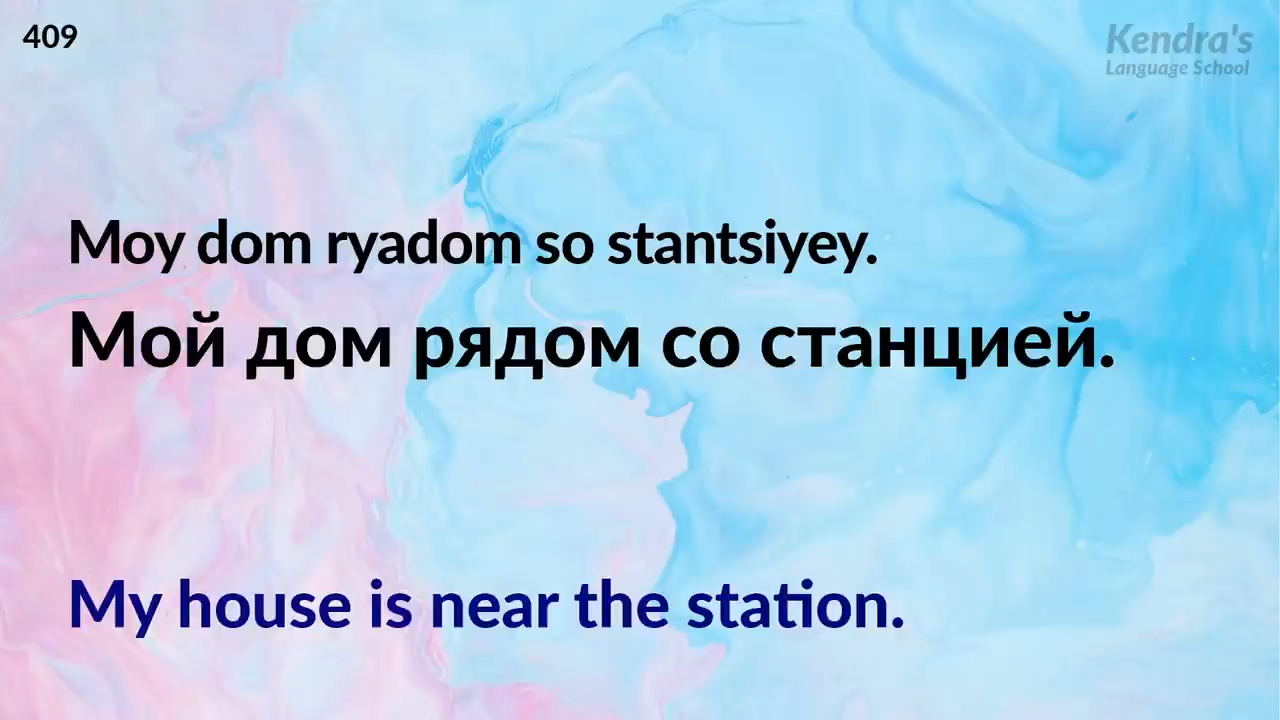 409
Kendra's
Language School
Moy dom ryadom so stantsiyey.
Мой дом рядом со станцией.
My house is near the station.